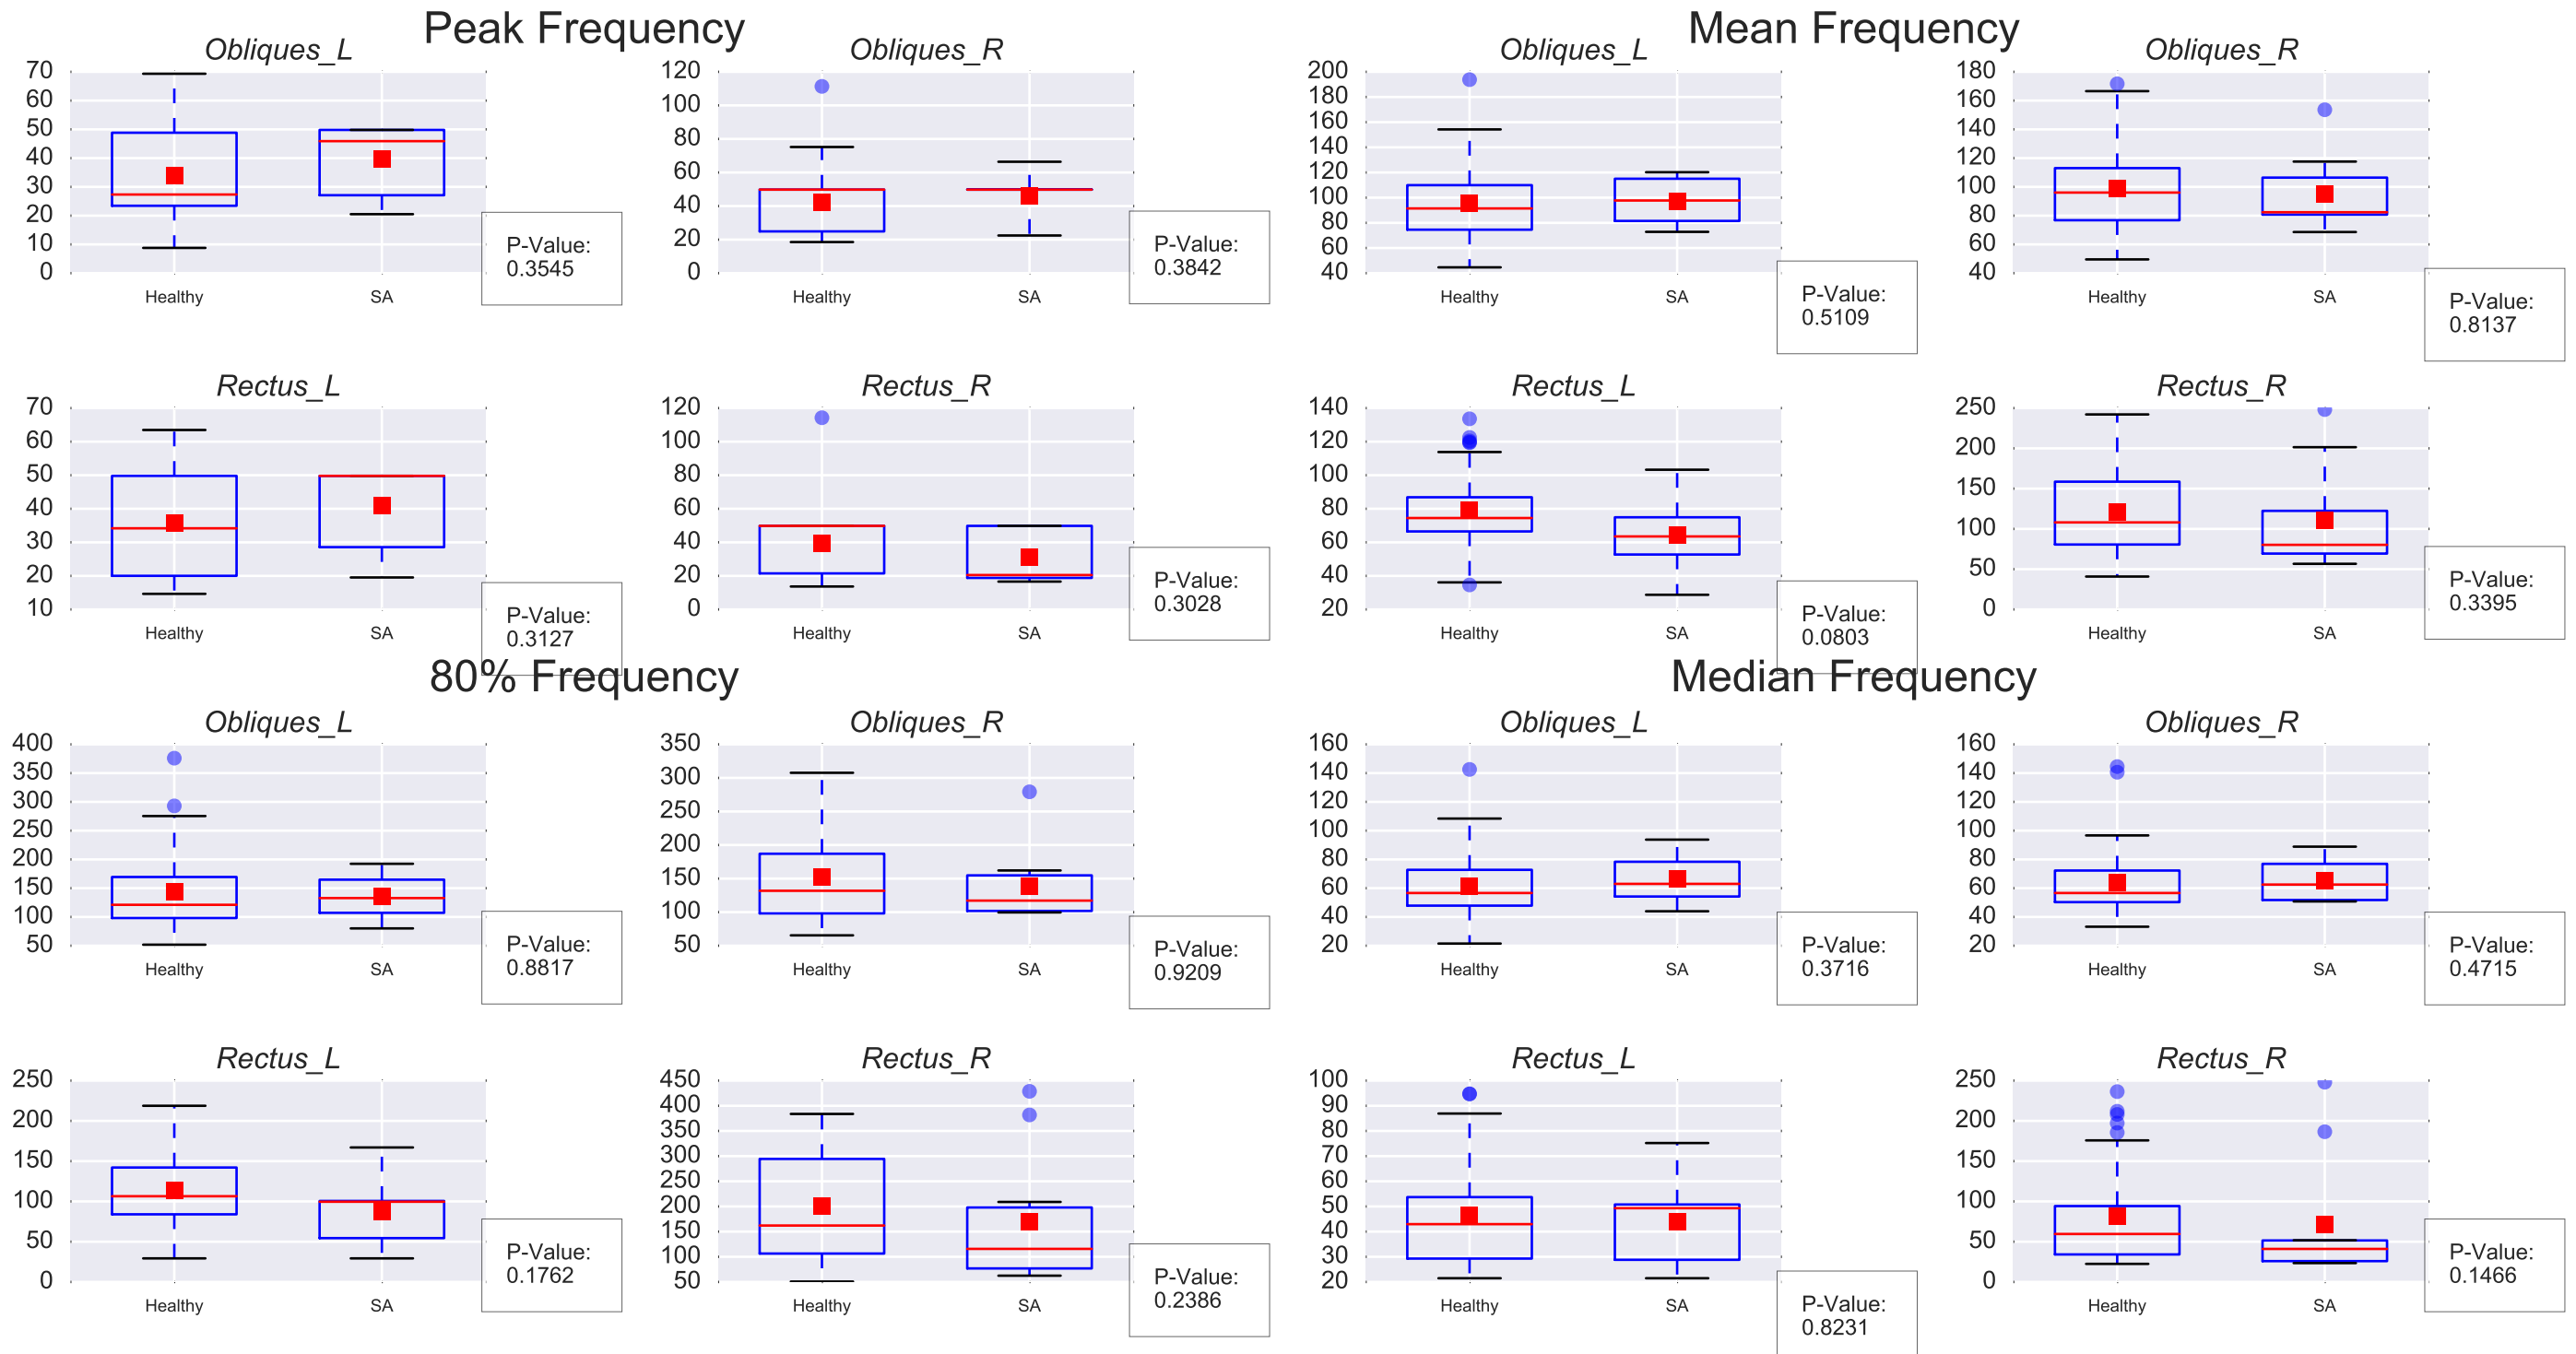 Peak Frequency
Obliques_L
70
60
50
40
30
20
10
0
Healthy
SA
P-Value:
0.3545
Obliques_R
120
100
80
60
40
20
0
Healthy
SA
P-Value:
0.3842
Rectus_L
70
60
50
40
30
20
10
Healthy
SA
P-Value:
0.3127
Rectus_R
120
100
80
60
40
20
0
Healthy
SA
P-Value:
0.3028
Mean Frequency
Obliques_L
200
180
160
140
120
100
80
60
40
Healthy
SA
P-Value:
0.5109
Obliques_R
180
160
140
120
100
80
60
40
Healthy
SA
P-Value:
0.8137
Rectus_L
140
120
100
80
60
40
20
Healthy
SA
P-Value:
0.0803
Rectus_R
250
200
150
100
50
0
Healthy
SA
P-Value:
0.3395
80% Frequency
Obliques_L
400
350
300
250
200
150
100
50
Healthy
SA
P-Value:
0.8817
Obliques_R
350
300
250
200
150
100
50
Healthy
SA
P-Value:
0.9209
Rectus_L
250
200
150
100
50
0
Healthy
SA
P-Value:
0.1762
Rectus_R
450
400
350
300
250
200
150
100
50
Healthy
SA
P-Value:
0.2386
Median Frequency
Obliques_L
160
140
120
100
80
60
40
20
Healthy
SA
P-Value:
0.3716
Obliques_R
160
140
120
100
80
60
40
20
Healthy
SA
P-Value:
0.4715
Rectus_L
100
90
80
70
60
50
40
30
20
Healthy
SA
P-Value:
0.8231
Rectus_R
250
200
150
100
50
0
Healthy
SA
P-Value:
0.1466